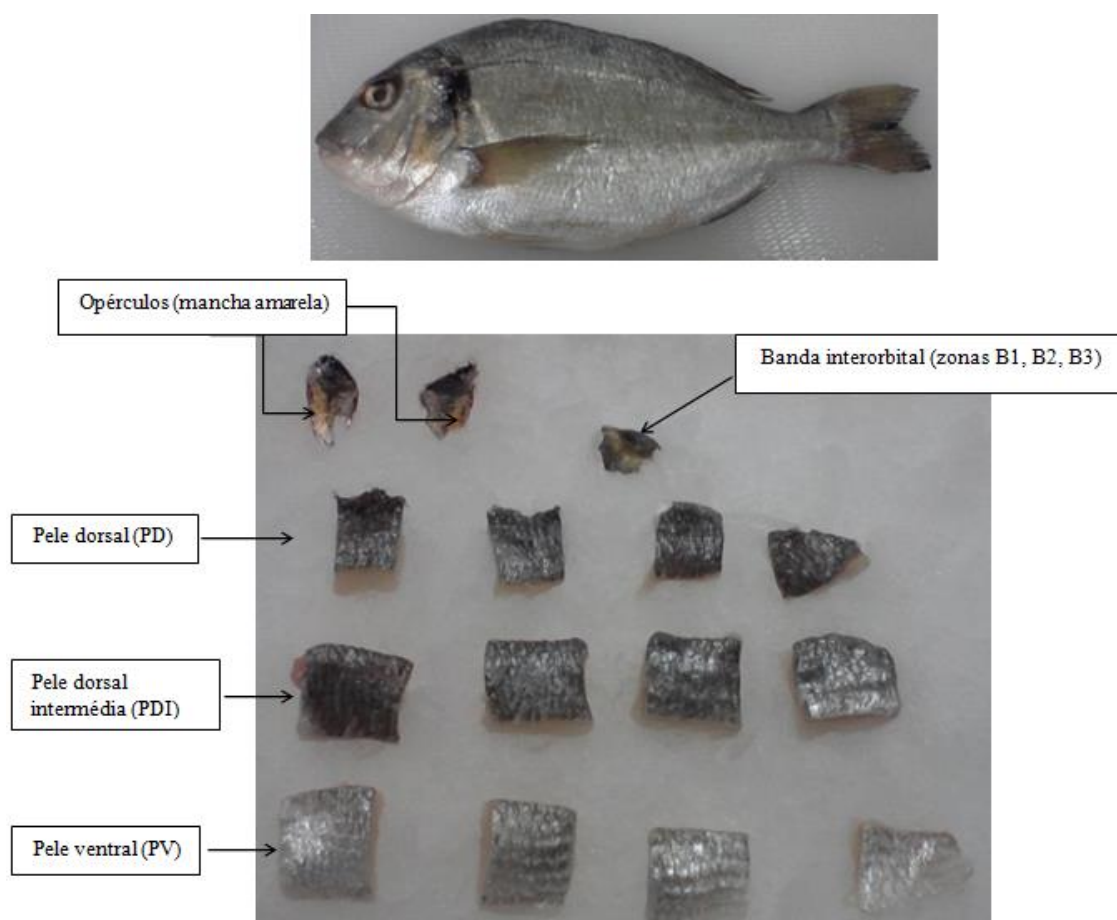 Opérculos (mancha amarela)
Banda interorbital (zonas B1, B2, B3)
Pele dorsal (PD)
Pele dorsal
intermédia (PDI)
Pele ventral (PV)